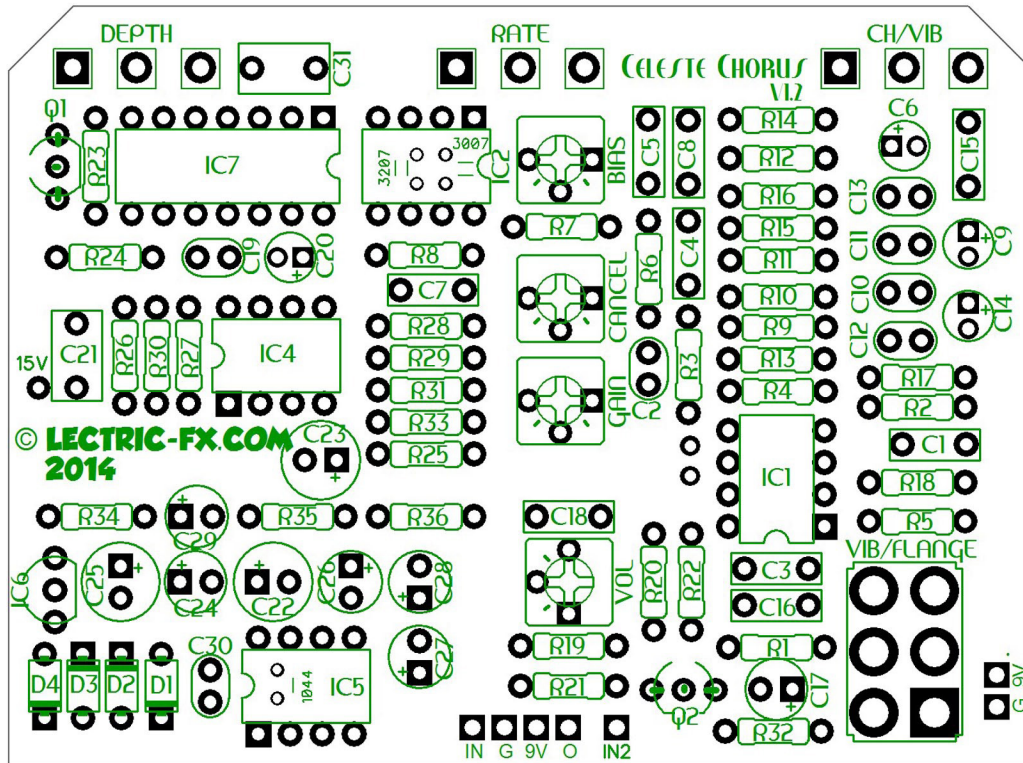 DEPTH
RATE
CH/VIB
C31
CELESTE CHORUS
V1.2
Q1
R23
IC7
3207
3007
IC2
BIAS
C5
C8
R14
R12
R16
R15
R11
R10
R9
R13
R4
C6
C15
C13
C11
C9
C10
C14
C12
R24
C19
C20
R8
R7
R6
C4
C7
CANCEL
15V
C21
R26
R30
R27
IC4
R28
R29
R31
R33
R25
GAIN
C2
R3
R17
R2
C1
R18
R5
© LECTRIC-FX.COM
2014
C23
IC1
R34
C29
R35
R36
C18
VIB/FLANGE
IC6
C25
C24
C22
C26
C28
VOL
R20
R22
C3
C16
D4
D3
D2
D1
C30
1044
IC5
C27
R19
R21
R1
Q2
C17
R32
IN G 9V O IN2
9V
G